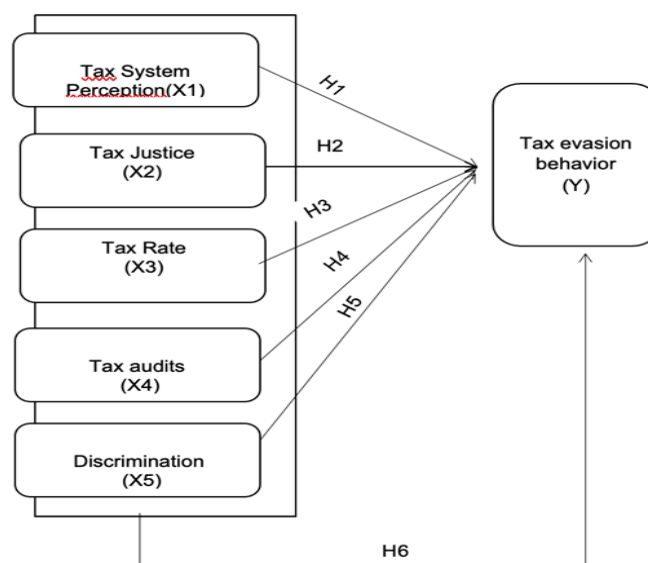 Tax System
Perception(X1)
H1
Tax Justice
(X2)
H2
Tax evasion
behavior
(Y)
Tax Rate
(X3)
H3
Tax audits
(X4)
H4
Discrimination
(X5)
H5
H6